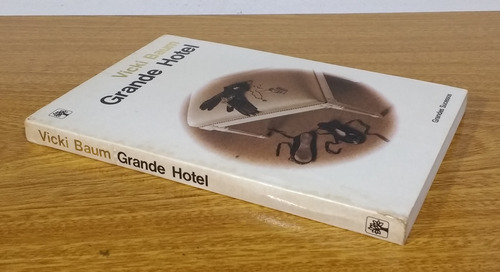 Vicki Baum
Grande Hotel
Grandes Sucessos
Vicki Baum Grande Hotel